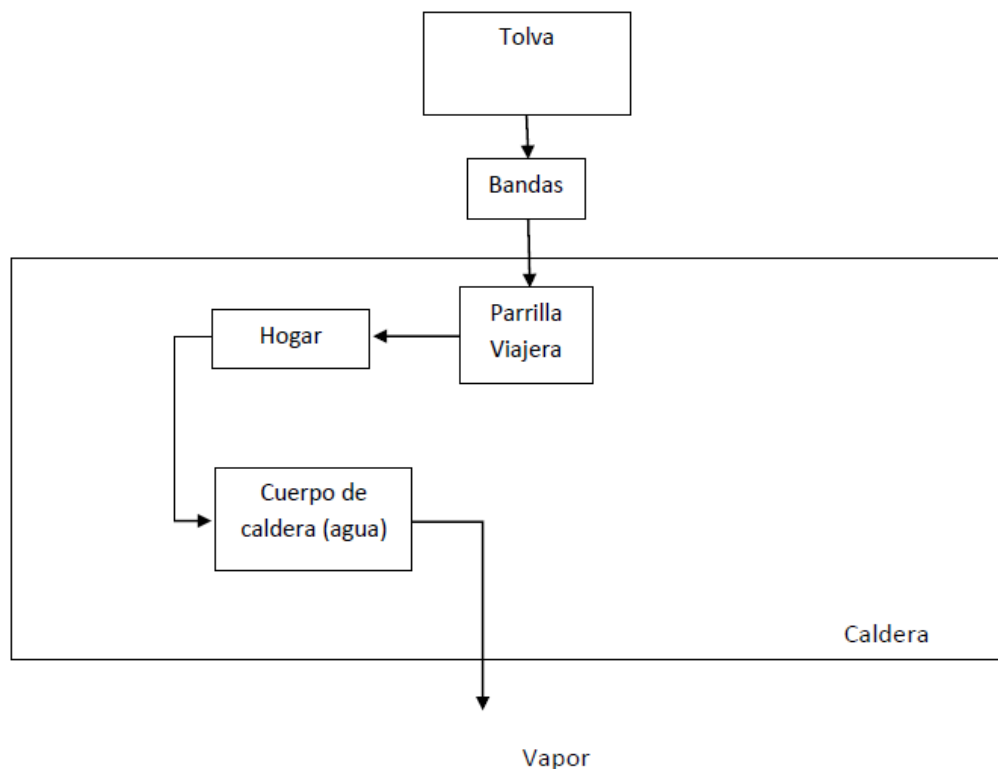 Tolva
Bandas
Parrilla
Viajera
Hogar
Cuerpo de
caldera (agua)
Caldera
Vapor